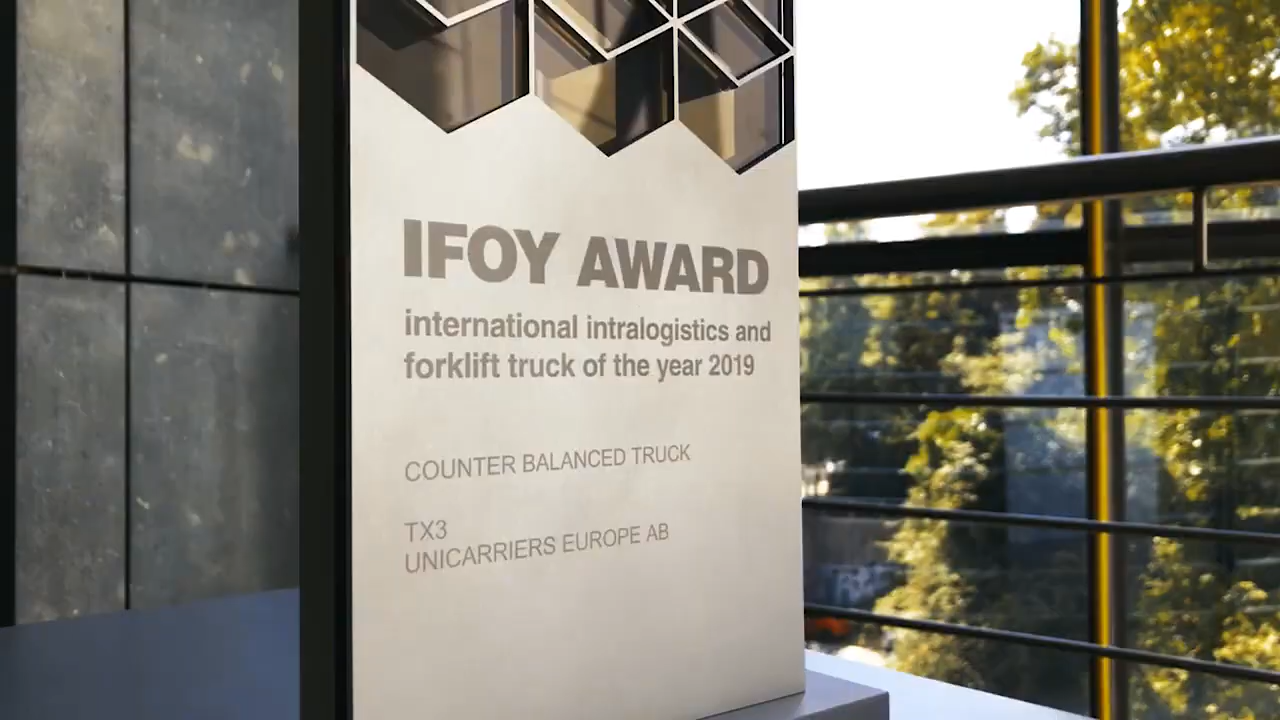 IFOY AWARD
international intralogistics and
forklift truck of the year 2019
COUNTER BALANCED TRUCK
TX3
UNICARRIERS EUROPE AB